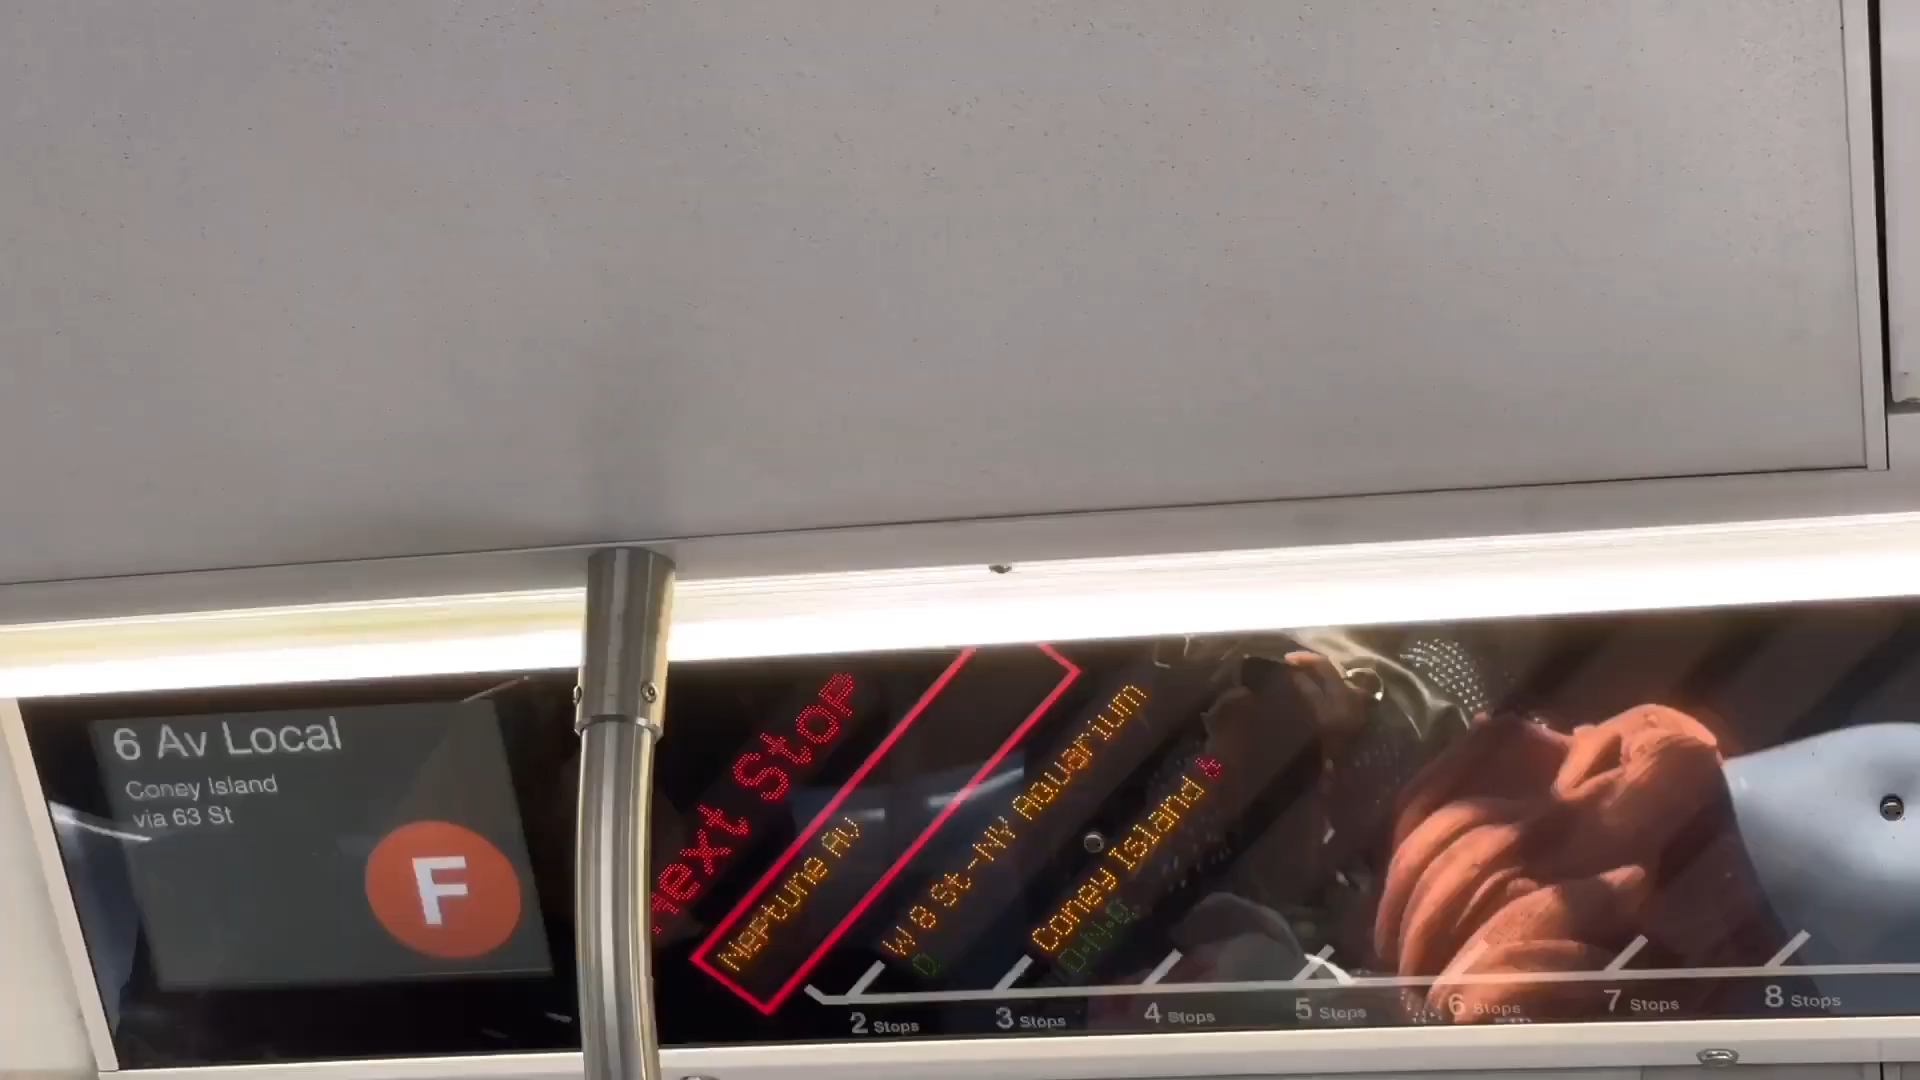 6 Av Local
Coney Island
via 63 St
F
Next Stop
Neptune Av
W 8 St-NY Aquarium
Q
Coney Island
D•N•Q
2 Stops
3 Stops
4 Stops
5 Stops
6 Stops
7 Stops
8 Stops